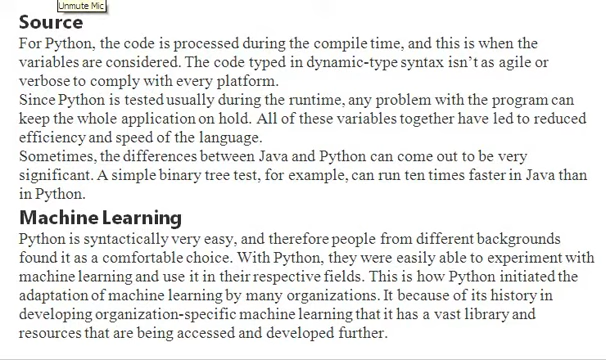 Unmute Mic
Source
For Python, the code is processed during the compile time, and this is when the
variables are considered. The code typed in dynamic-type syntax isn't as agile or
verbose to comply with every platform.
Since Python is tested usually during the runtime, any problem with the program can
keep the whole application on hold. All of these variables together have led to reduced
efficiency and speed of the language.
Sometimes, the differences between Java and Python can come out to be very
significant. A simple binary tree test, for example, can run ten times faster in Java than
in Python.
Machine Learning
Python is syntactically very easy, and therefore people from different backgrounds
found it as a comfortable choice. With Python, they were easily able to experiment with
machine learning and use it in their respective fields. This is how Python initiated the
adaptation of machine learning by many organizations. It because of its history in
developing organization-specific machine learning that it has a vast library and
resources that are being accessed and developed further.